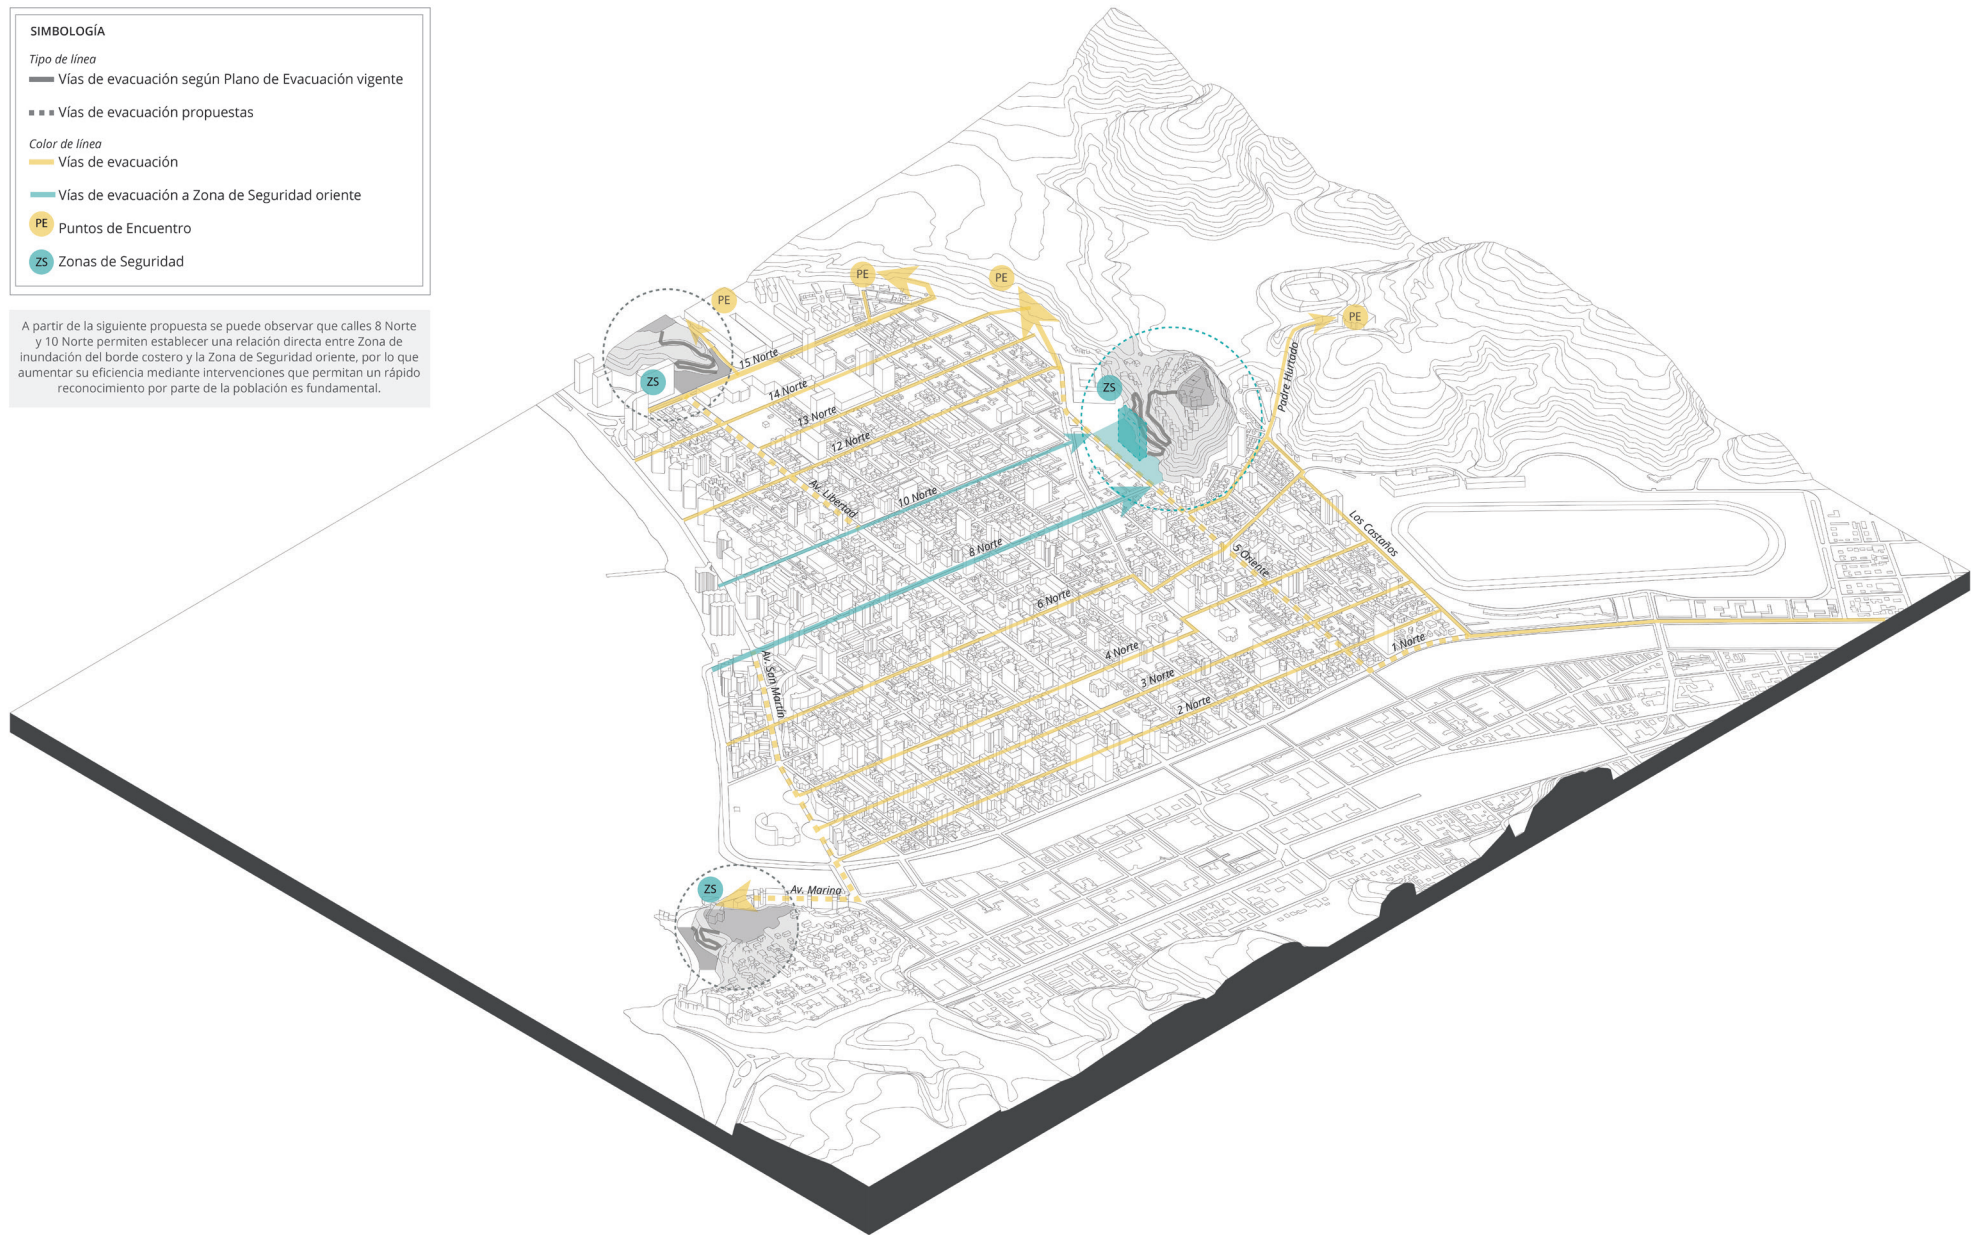 SIMBOLOGÍA
Tipo de línea
Vías de evacuación según Plano de Evacuación vigente
Vías de evacuación propuestas
Color de línea
Vías de evacuación
Vías de evacuación a Zona de Seguridad oriente
PE Puntos de Encuentro
ZS Zonas de Seguridad
A partir de la siguiente propuesta se puede observar que calles 8 Norte
y 10 Norte permiten establecer una relación directa entre Zona de
inundación del borde costero y la Zona de Seguridad oriente, por lo que
aumentar su eficiencia mediante intervenciones que permitan un rápido
reconocimiento por parte de la población es fundamental.
PE
PE
PE
PE
ZS
ZS
15 Norte
14 Norte
13 Norte
12 Norte
Padre Hurtado
Av. Libertad
10 Norte
8 Norte
Los Castaños
5 Oriente
6 Norte
1 Norte
4 Norte
3 Norte
2 Norte
Av. San Martín
ZS
Av. Marina